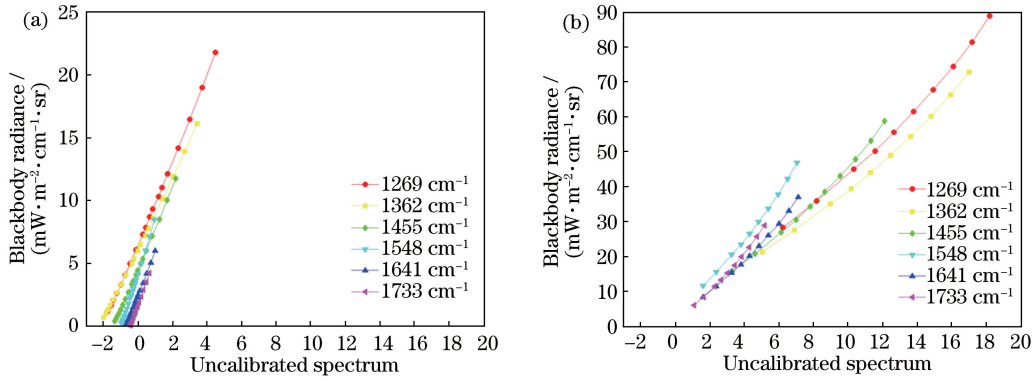 (a)
Blackbody radiance /
(mW·m⁻²·cm⁻¹·sr)
25
20
15
10
5
0
1269 cm⁻¹
1362 cm⁻¹
1455 cm⁻¹
1548 cm⁻¹
1641 cm⁻¹
1733 cm⁻¹
−2 0 2 4 6 8 10 12 14 16 18 20
Uncalibrated spectrum
(b)
Blackbody radiance /
(mW·m⁻²·cm⁻¹·sr)
90
80
70
60
50
40
30
20
10
0
1269 cm⁻¹
1362 cm⁻¹
1455 cm⁻¹
1548 cm⁻¹
1641 cm⁻¹
1733 cm⁻¹
−2 0 2 4 6 8 10 12 14 16 18 20
Uncalibrated spectrum